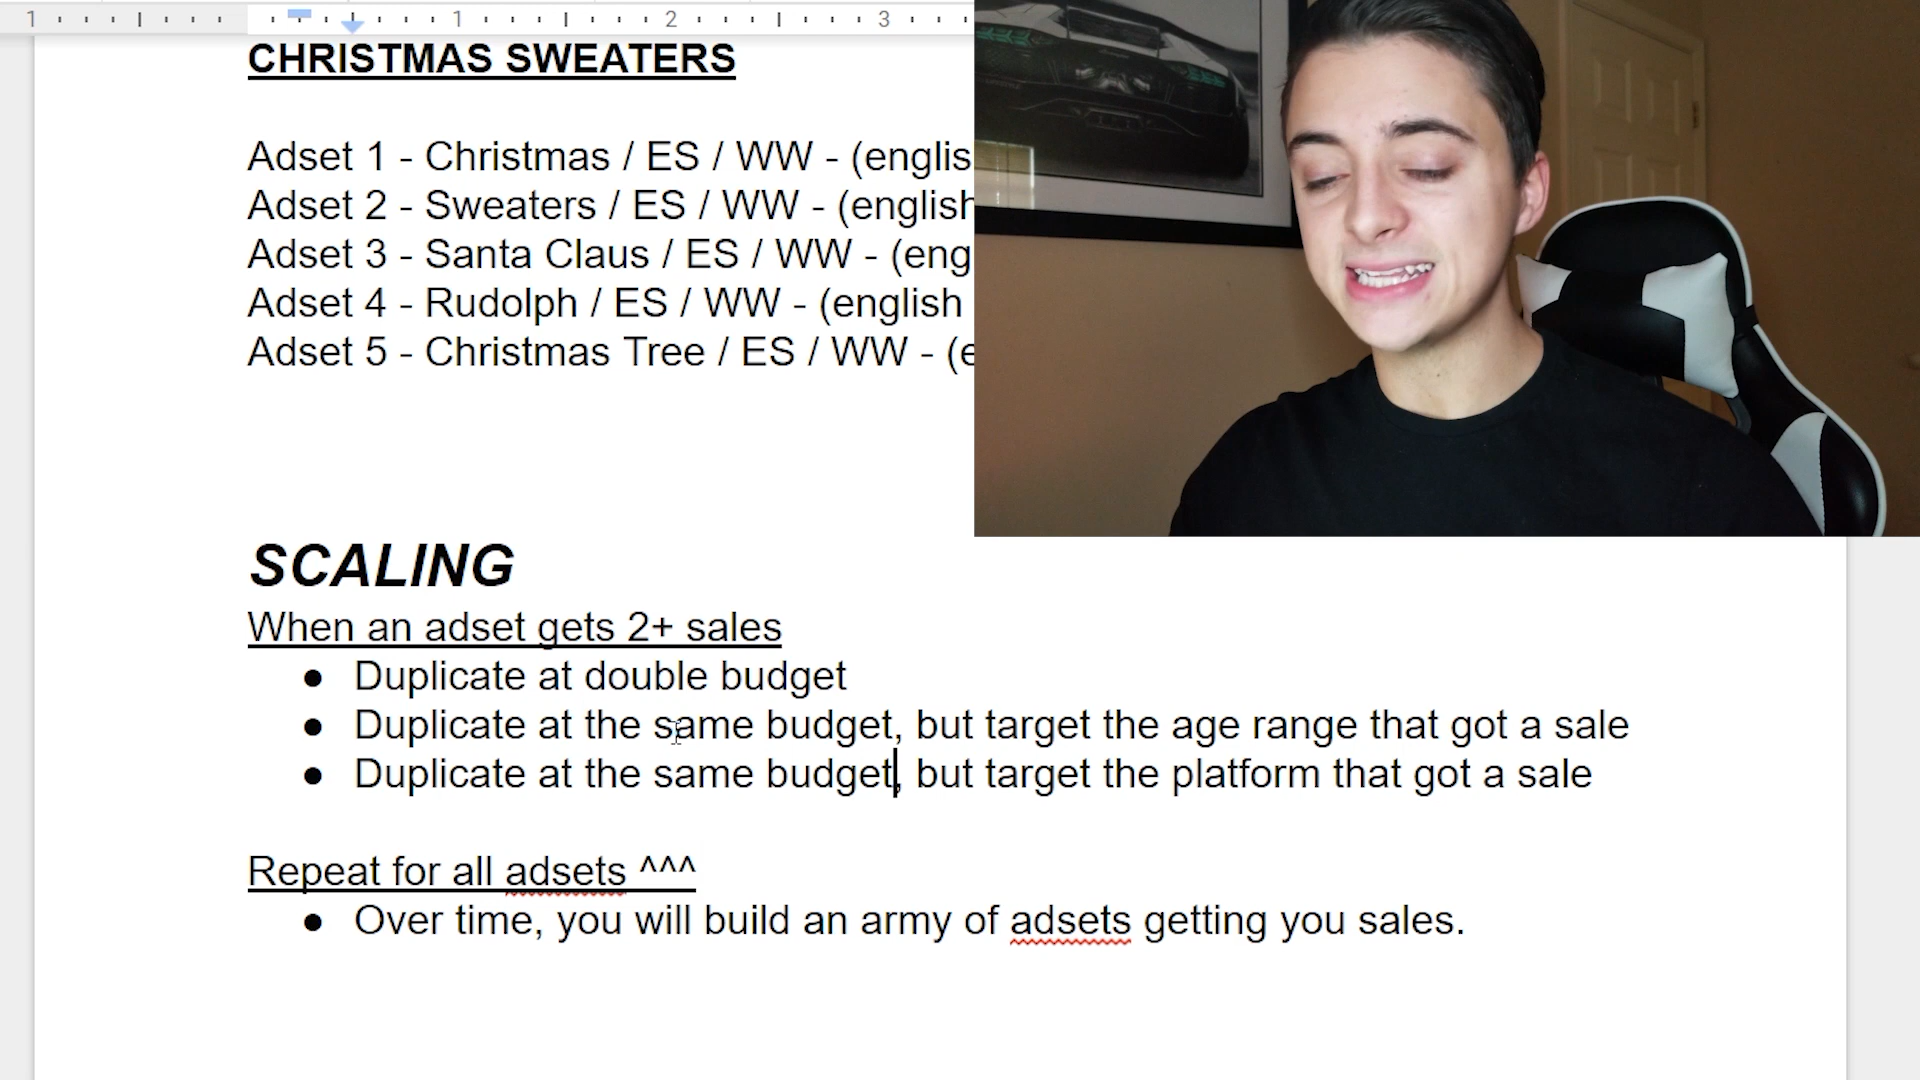 1 1 2 3
CHRISTMAS SWEATERS
Adset 1 - Christmas / ES / WW - (englis
Adset 2 - Sweaters / ES / WW - (english
Adset 3 - Santa Claus / ES / WW - (eng
Adset 4 - Rudolph / ES / WW - (english
Adset 5 - Christmas Tree / ES / WW - (e
SCALING
When an adset gets 2+ sales
● Duplicate at double budget
● Duplicate at the same budget, but target the age range that got a sale
● Duplicate at the same budget, but target the platform that got a sale
Repeat for all adsets ^^^
● Over time, you will build an army of adsets getting you sales.